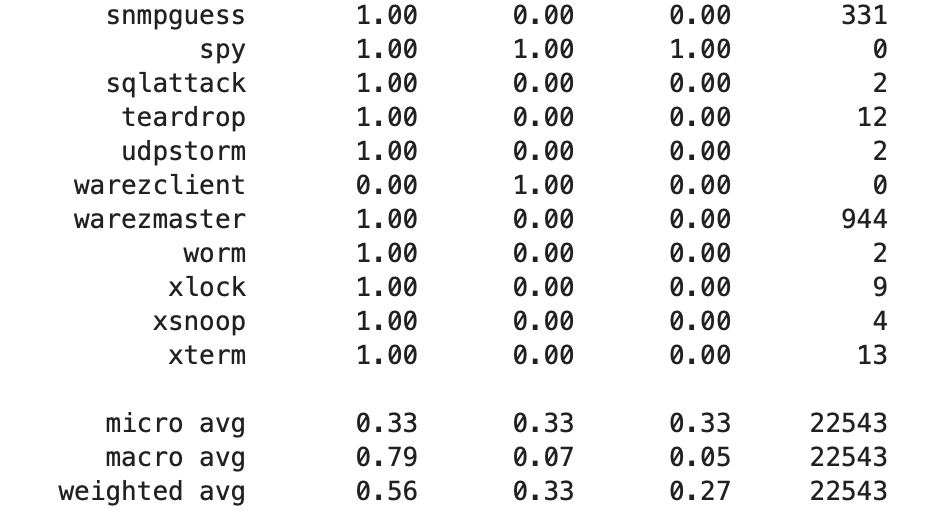 snmpguess 1.00 0.00 0.00 331
spy 1.00 1.00 1.00 0
sqlattack 1.00 0.00 0.00 2
teardrop 1.00 0.00 0.00 12
udpstorm 1.00 0.00 0.00 2
warezclient 0.00 1.00 0.00 0
warezmaster 1.00 0.00 0.00 944
worm 1.00 0.00 0.00 2
xlock 1.00 0.00 0.00 9
xsnoop 1.00 0.00 0.00 4
xterm 1.00 0.00 0.00 13
micro avg 0.33 0.33 0.33 22543
macro avg 0.79 0.07 0.05 22543
weighted avg 0.56 0.33 0.27 22543